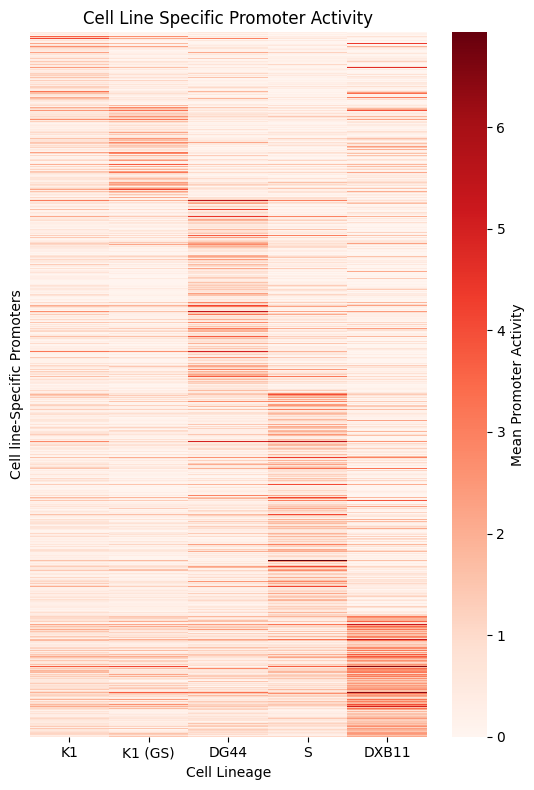 Cell Line Specific Promoter Activity
Cell line-Specific Promoters
K1
K1 (GS)
DG44
S
DXB11
Cell Lineage
6
5
4
3
2
1
0
Mean Promoter Activity